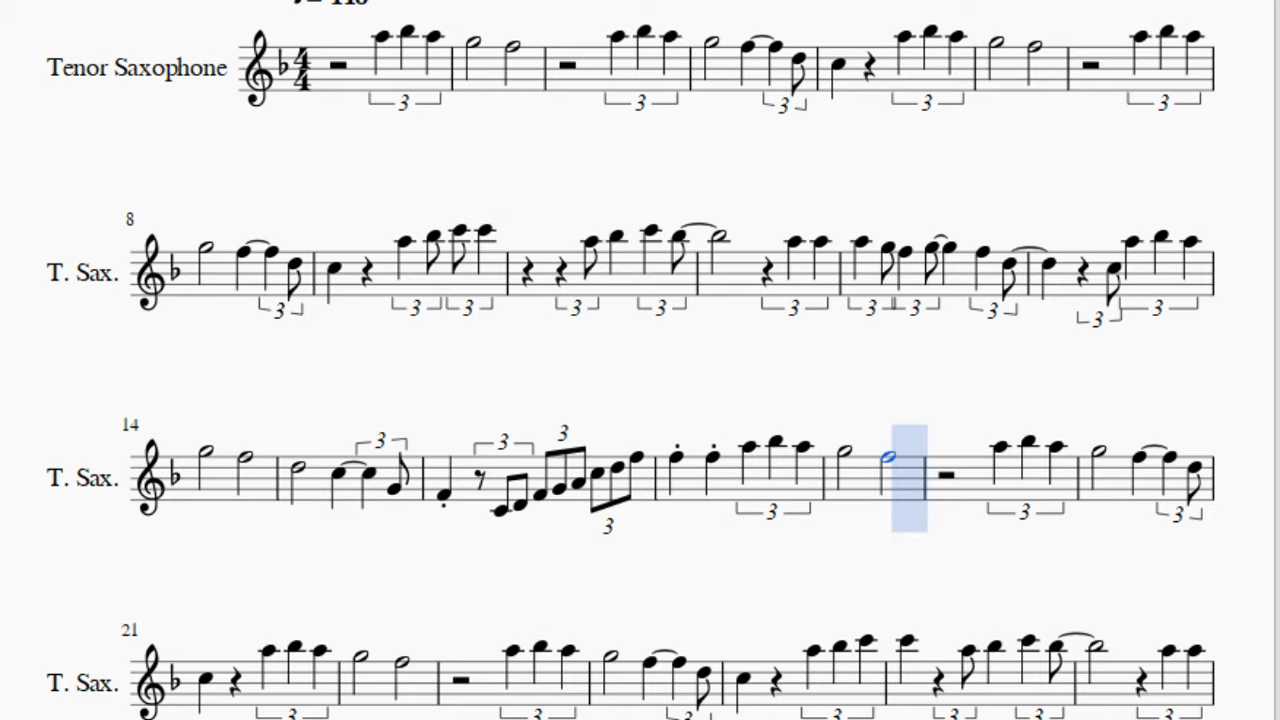 Tenor Saxophone 4 4 3 3 3 3 3
8
T. Sax. 3 3 3 3 3 3 3 3 3 3 3
14
T. Sax. 3 3 3 3 3 3 3
21
T. Sax. 3 3 3 3 3 3 3